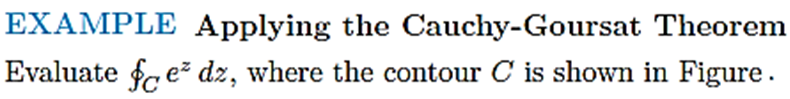 EXAMPLE Applying the Cauchy-Goursat Theorem
Evaluate ∮_C e^z dz, where the contour C is shown in Figure.